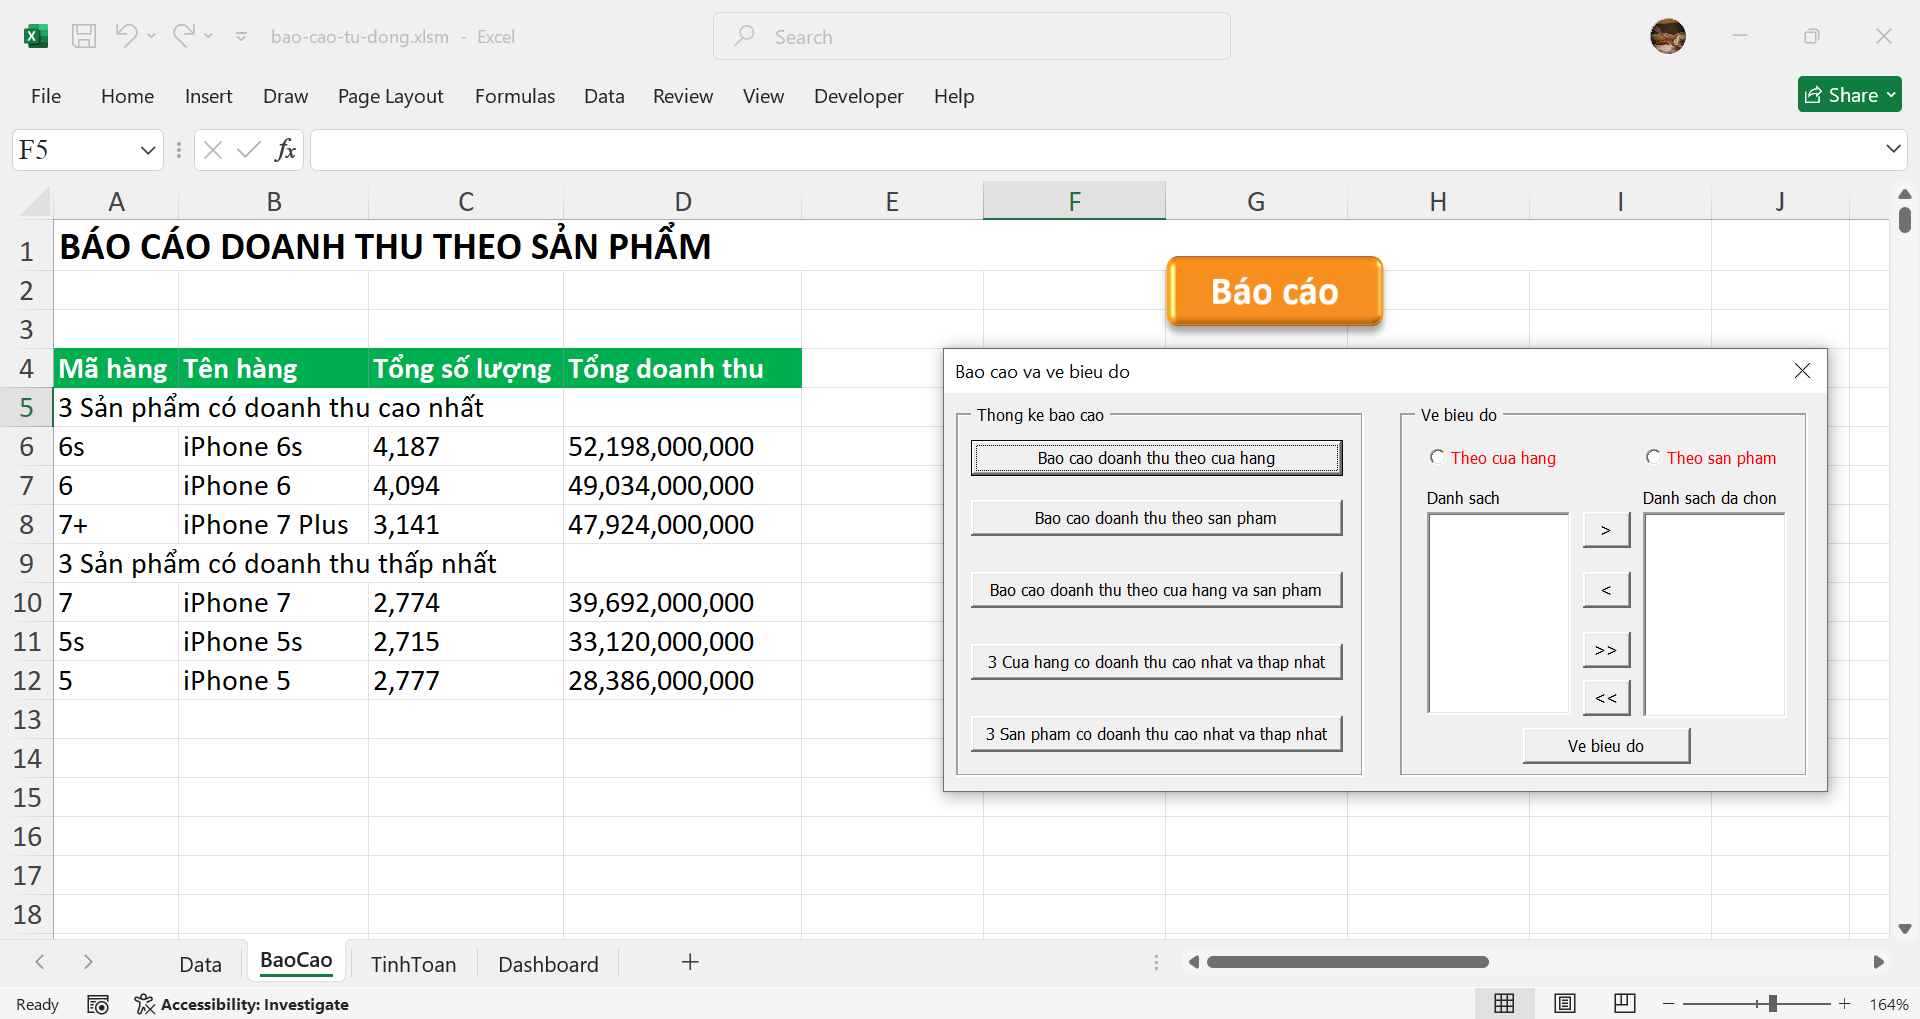 bao-cao-tu-dong.xlsm - Excel
Search
File Home Insert Draw Page Layout Formulas Data Review View Developer Help
Share
F5
fx
A B C D E F G H I J
1 BÁO CÁO DOANH THU THEO SẢN PHẨM
2
Báo cáo
3
4 Mã hàng Tên hàng Tổng số lượng Tổng doanh thu
5 3 Sản phẩm có doanh thu cao nhất
6 6s iPhone 6s 4,187 52,198,000,000
7 6 iPhone 6 4,094 49,034,000,000
8 7+ iPhone 7 Plus 3,141 47,924,000,000
9 3 Sản phẩm có doanh thu thấp nhất
10 7 iPhone 7 2,774 39,692,000,000
11 5s iPhone 5s 2,715 33,120,000,000
12 5 iPhone 5 2,777 28,386,000,000
13
14
15
16
17
18
Bao cao va ve bieu do
Thong ke bao cao
Bao cao doanh thu theo cua hang
Bao cao doanh thu theo san pham
Bao cao doanh thu theo cua hang va san pham
3 Cua hang co doanh thu cao nhat va thap nhat
3 San pham co doanh thu cao nhat va thap nhat
Ve bieu do
Theo cua hang Theo san pham
Danh sach Danh sach da chon
>
<
>>
<<
Ve bieu do
Data BaoCao TinhToan Dashboard +
Ready Accessibility: Investigate 164%